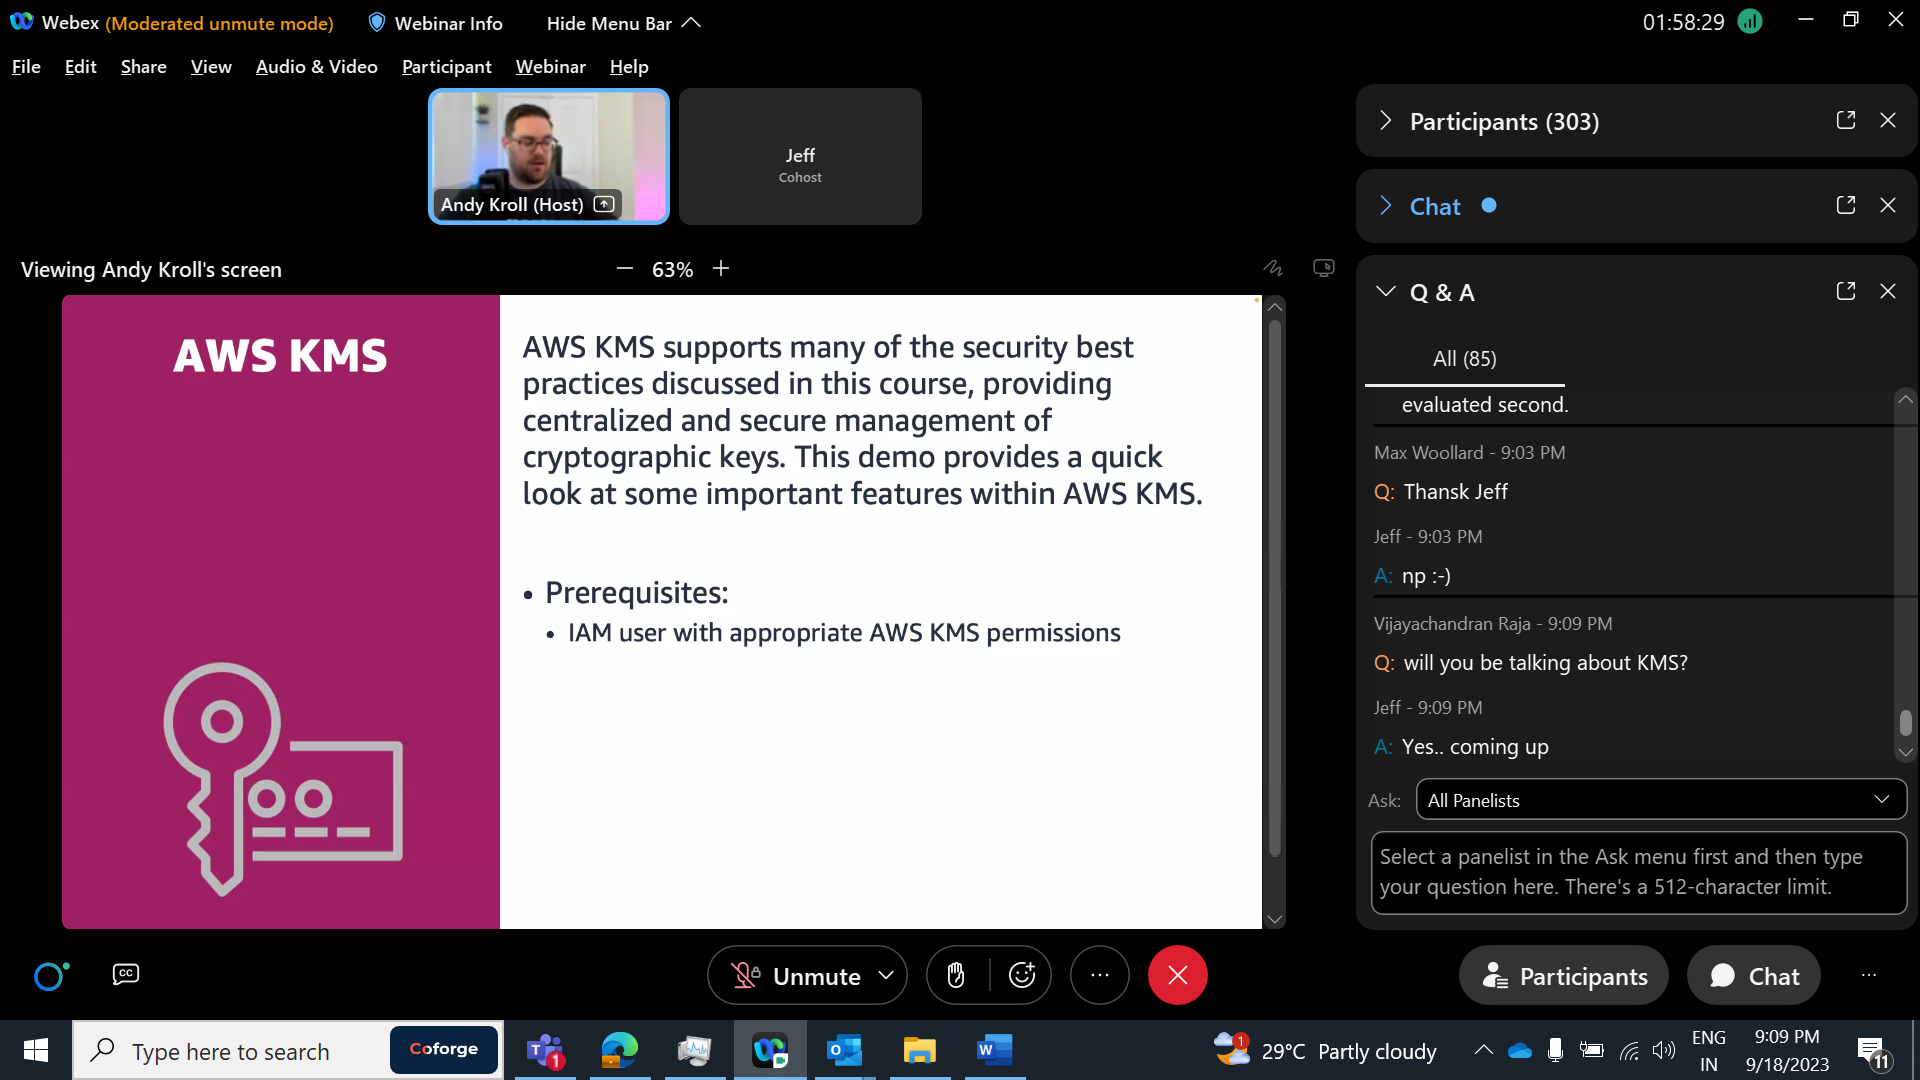 Webex (Moderated unmute mode) Webinar Info Hide Menu Bar 01:58:29
File Edit Share View Audio & Video Participant Webinar Help
Andy Kroll (Host)
Jeff
Cohost
Viewing Andy Kroll's screen 63%
AWS KMS
AWS KMS supports many of the security best
practices discussed in this course, providing
centralized and secure management of
cryptographic keys. This demo provides a quick
look at some important features within AWS KMS.
• Prerequisites:
• IAM user with appropriate AWS KMS permissions
Participants (303)
Chat
Q & A
All (85)
evaluated second.
Max Woollard - 9:03 PM
Q: Thansk Jeff
Jeff - 9:03 PM
A: np :-)
Vijayachandran Raja - 9:09 PM
Q: will you be talking about KMS?
Jeff - 9:09 PM
A: Yes.. coming up
Ask: All Panelists
Select a panelist in the Ask menu first and then type
your question here. There's a 512-character limit.
CC Unmute Participants Chat
Type here to search Coforge 1 1 29°C Partly cloudy ENG 9:09 PM
IN 9/18/2023 11